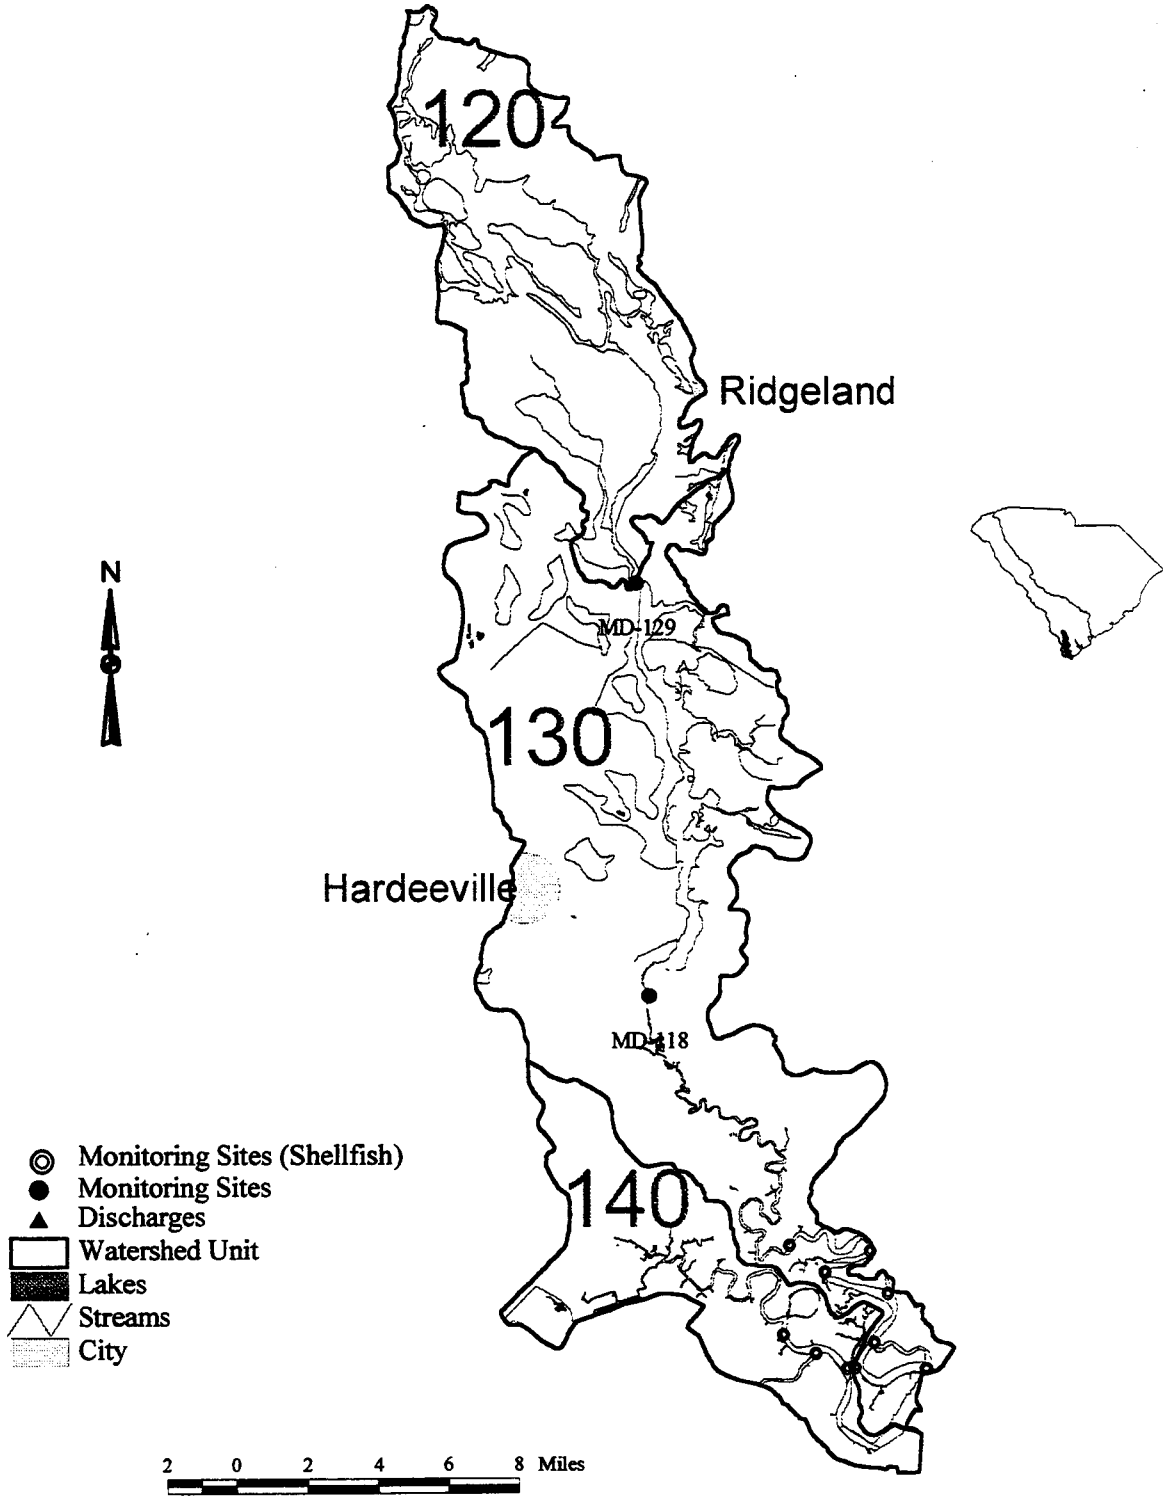 120
Ridgeland
N
MD-129
130
Hardeeville
MD-118
140
Monitoring Sites (Shellfish)
Monitoring Sites
Discharges
Watershed Unit
Lakes
Streams
City
2 0 2 4 6 8 Miles